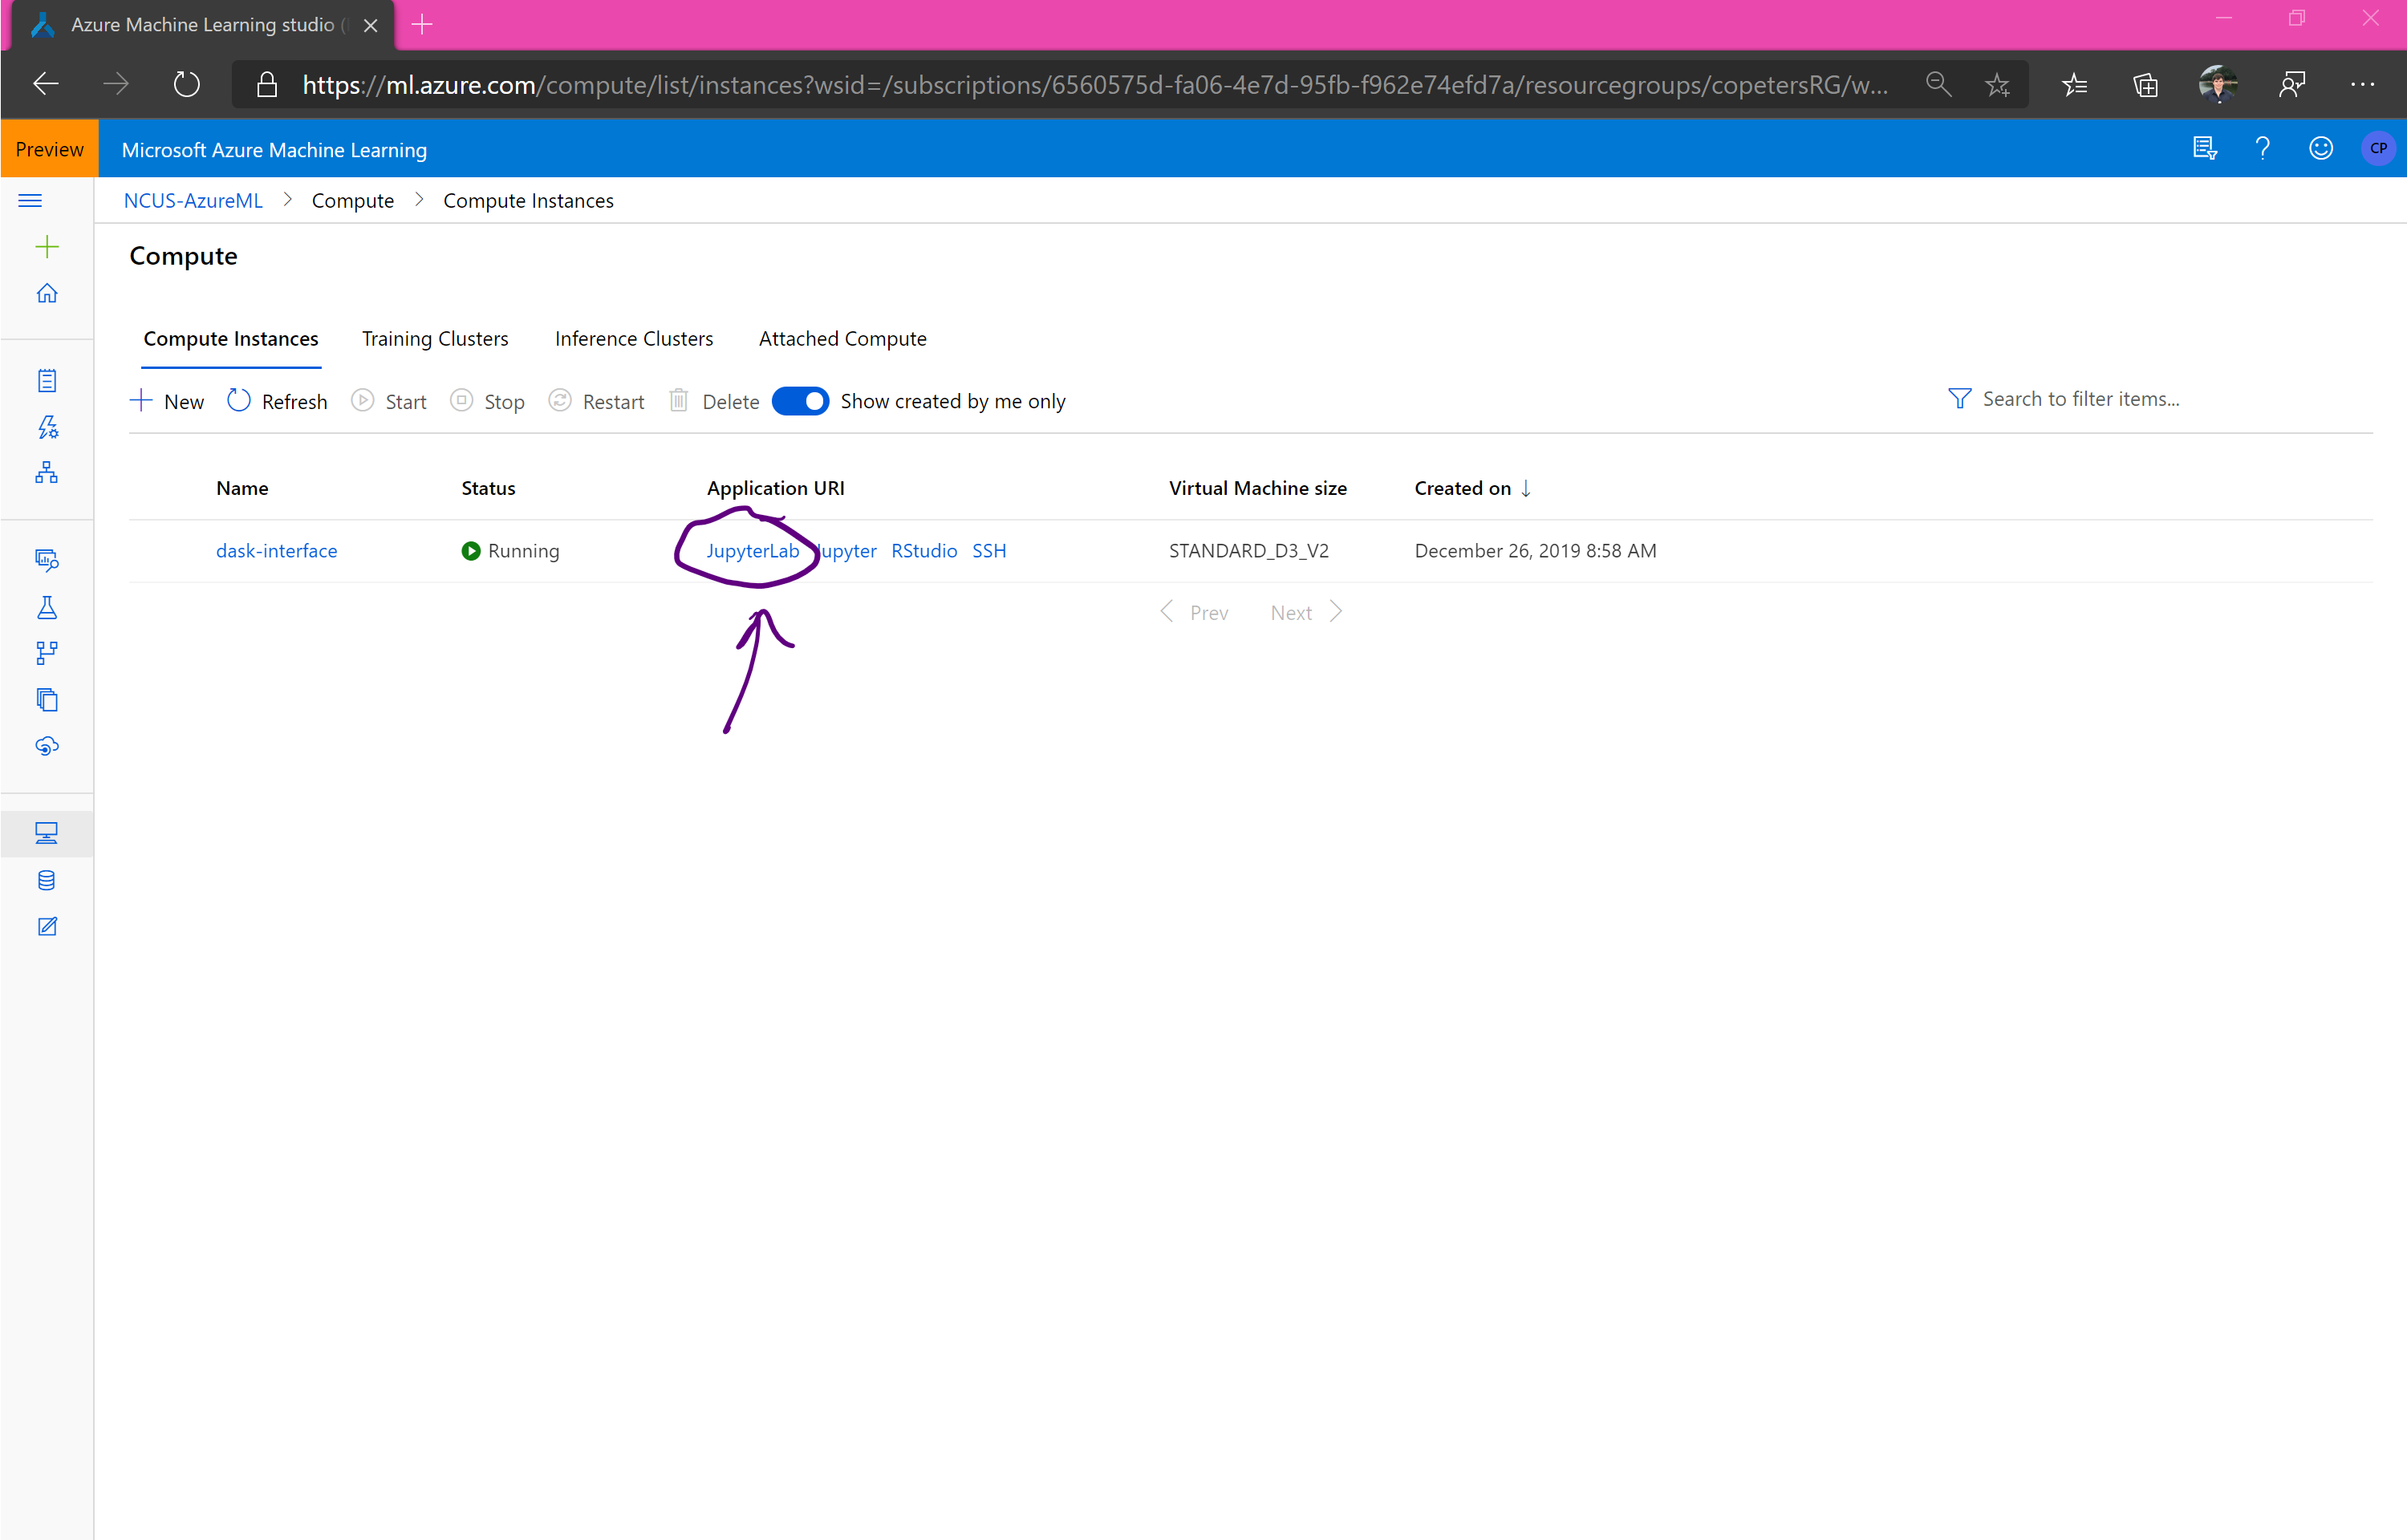 Azure Machine Learning studio (
https://ml.azure.com/compute/list/instances?wsid=/subscriptions/6560575d-fa06-4e7d-95fb-f962e74efd7a/resourcegroups/copetersRG/w...
Preview Microsoft Azure Machine Learning CP
NCUS-AzureML > Compute > Compute Instances
Compute
Compute Instances Training Clusters Inference Clusters Attached Compute
New Refresh Start Stop Restart Delete Show created by me only Search to filter items...
Name Status Application URI Virtual Machine size Created on ↓
dask-interface Running JupyterLab Jupyter RStudio SSH STANDARD_D3_V2 December 26, 2019 8:58 AM
Prev Next